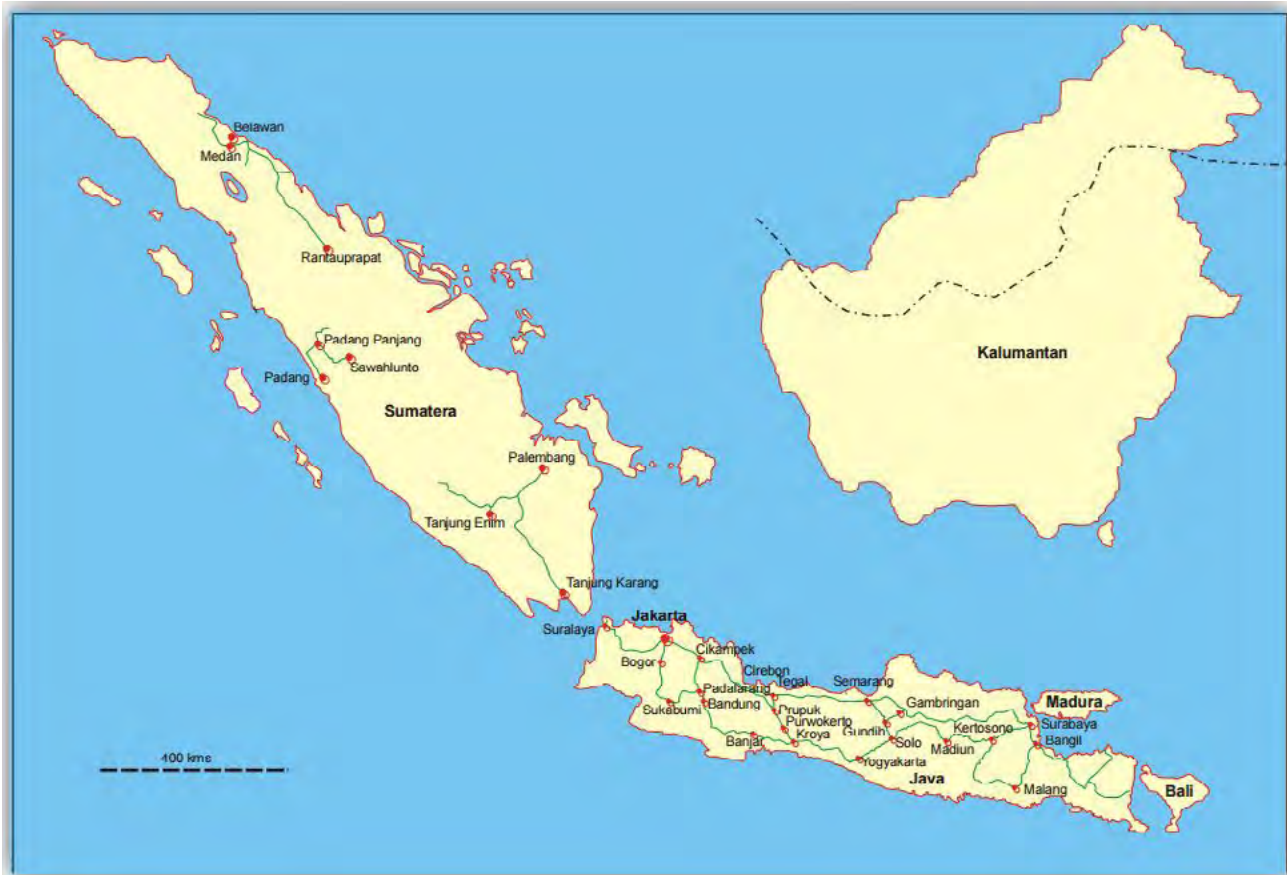 Belawan
Medan
Rantauprapat
Padang Panjang
Sawahlunto
Padang
Sumatera
Kalumantan
Palembang
Tanjung Enim
Tanjung Karang
Suralaya
Jakarta
Bogor
Cikampek
Cirebon
Tegal
Semarang
Padalarang
Bandung
Sukabumi
Prupuk
Purwokerto
Kroya
Banjar
Gambringan
Gundih
Solo
Kertosono
Madiun
Yogyakarta
Java
Madura
Surabaya
Bangil
Malang
Bali
400 kms